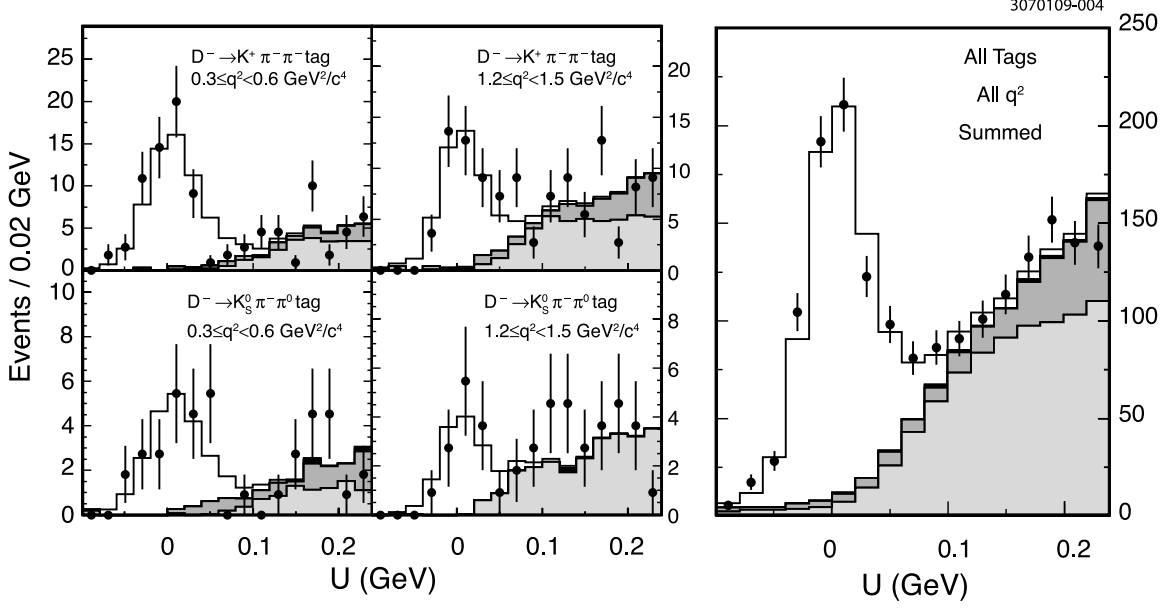 3070109-004
D⁻→K⁺ π⁻π⁻ tag
0.3≤q²<0.6 GeV²/c⁴
D⁻→K⁺ π⁻π⁻ tag
1.2≤q²<1.5 GeV²/c⁴
D⁻→K⁰S π⁻π⁰ tag
0.3≤q²<0.6 GeV²/c⁴
D⁻→K⁰S π⁻π⁰ tag
1.2≤q²<1.5 GeV²/c⁴
All Tags
All q²
Summed
Events / 0.02 GeV
25
20
15
10
5
0
10
8
6
4
2
0
20
15
10
5
0
10
8
6
4
2
0
250
200
150
100
50
0
0 0.1 0.2
0 0.1 0.2
0 0.1 0.2
U (GeV)
U (GeV)